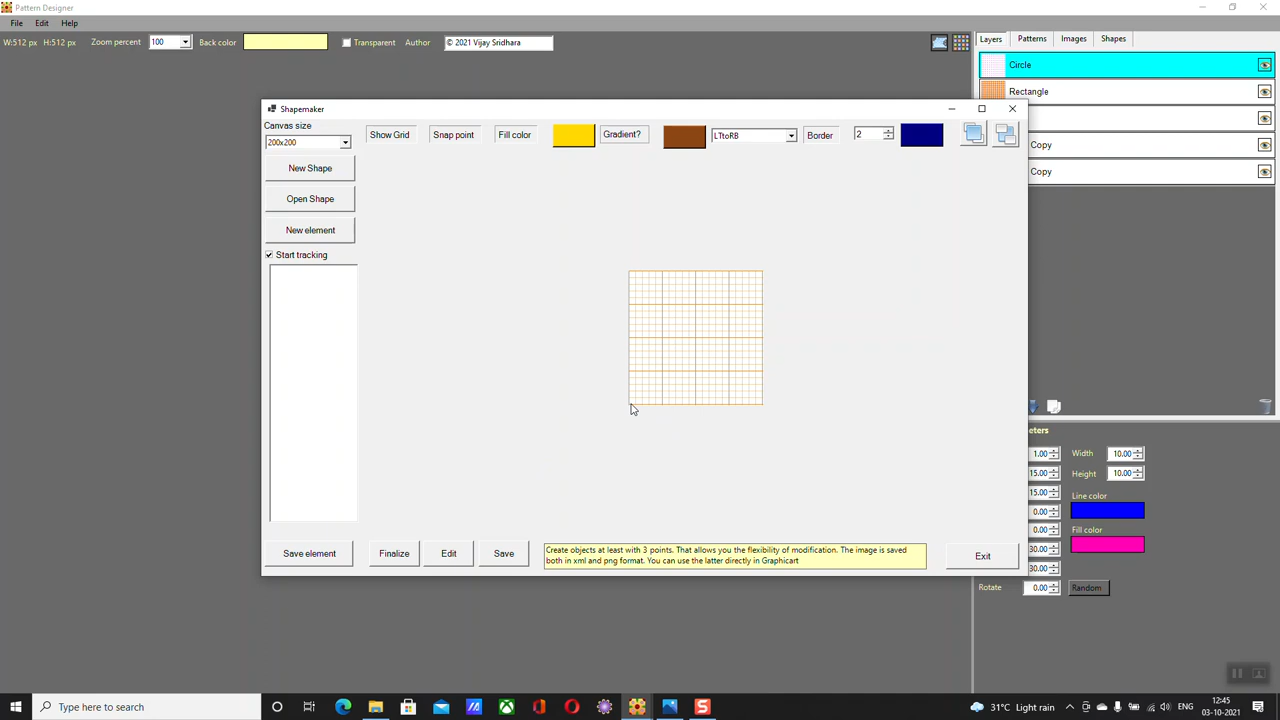 Pattern Designer
File Edit Help
W:512 px H:512 px Zoom percent 100 Back color Transparent Author © 2021 Vijay Sridhara
Layers Patterns Images Shapes
Circle
Rectangle
Copy
Copy
Shapemaker
Canvas size
200x200
Show Grid Snap point Fill color Gradient? LTtoRB Border 2
New Shape
Open Shape
New element
Start tracking
Save element Finalize Edit Save
Create objects at least with 3 points. That allows you the flexibility of modification. The image is saved
both in xml and png format. You can use the latter directly in Graphicart
Exit
eters
1.00 Width 10.00
15.00 Height 10.00
15.00 Line color
0.00
0.00 Fill color
30.00
30.00
Rotate 0.00 Random
Type here to search
31°C Light rain ENG 12:45
03-10-2021